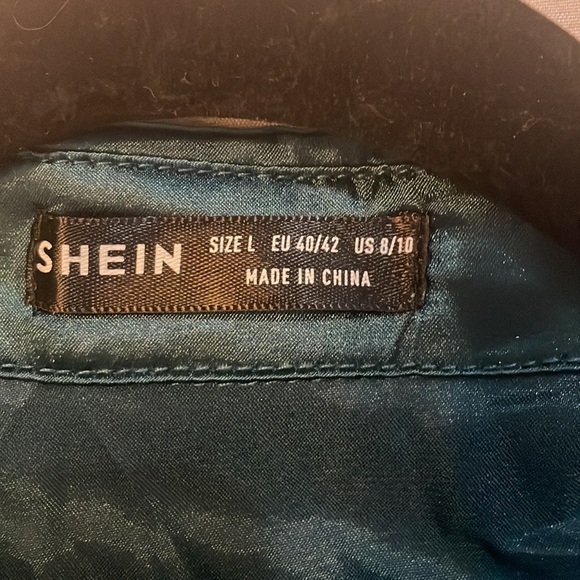 SHEIN
SIZE L EU 40/42 US 8/10
MADE IN CHINA